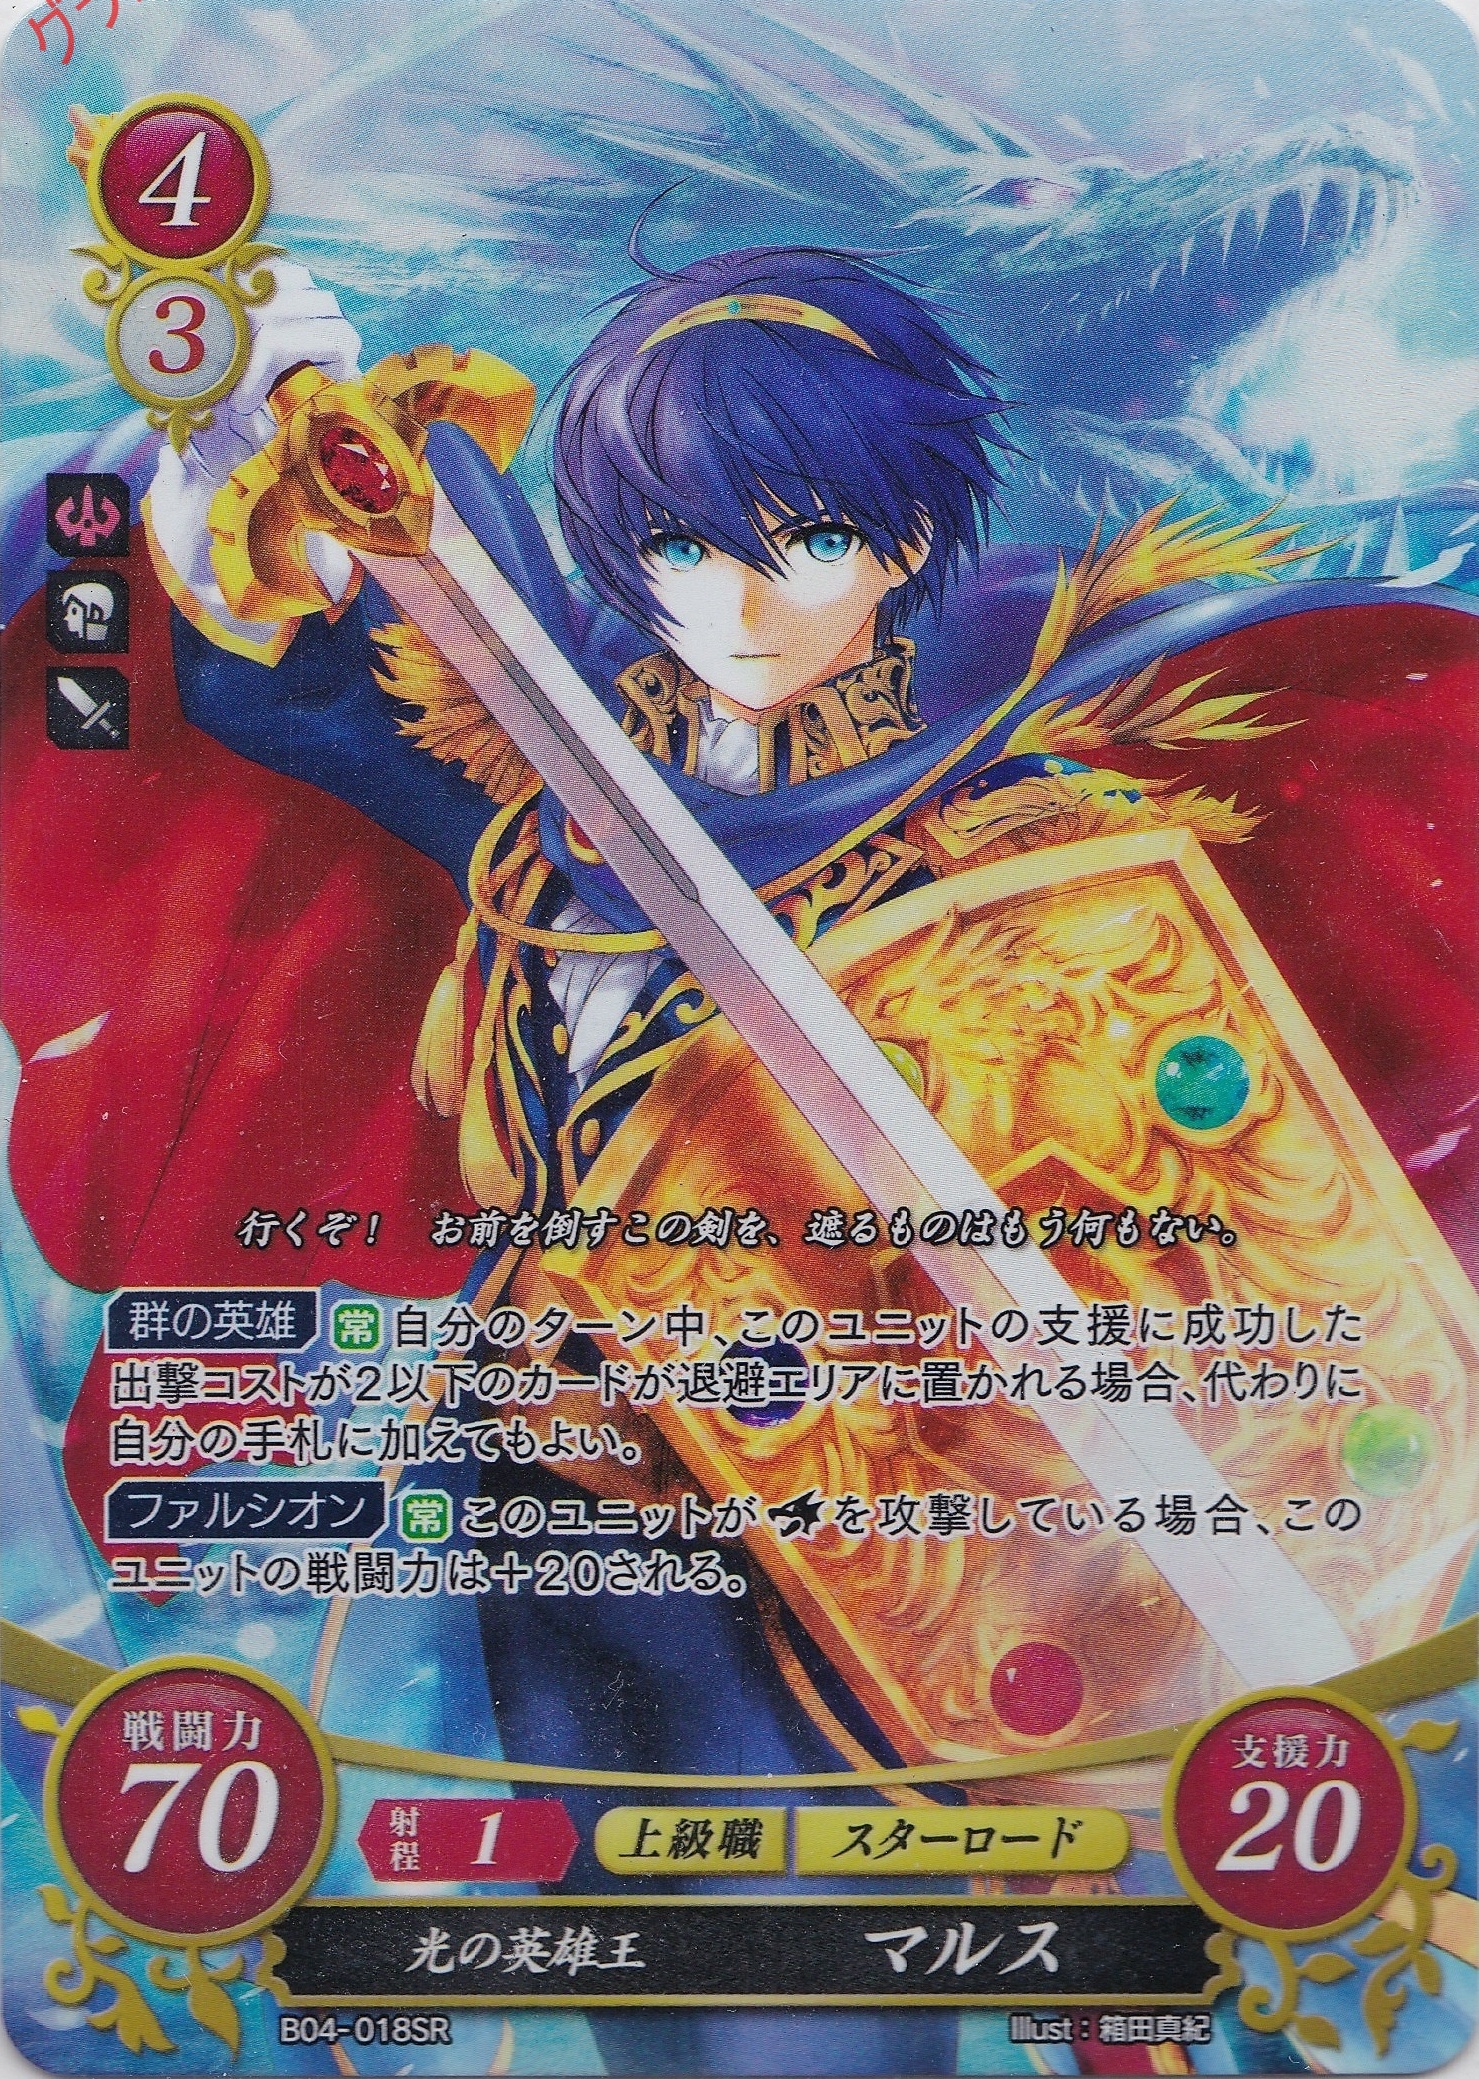 4
3
行くぞ! お前を倒すこの剣を、遮るものはもう何もない。
群の英雄 常 自分のターン中、このユニットの支援に成功した
出撃コストが2以下のカードが退避エリアに置かれる場合、代わりに
自分の手札に加えてもよい。
ファルシオン 常 このユニットが を攻撃している場合、この
ユニットの戦闘力は+20される。
戦闘力
70
射程 1
上級職 スターロード
支援力
20
光の英雄王 マルス
B04-018SR
Illust:箱田真紀